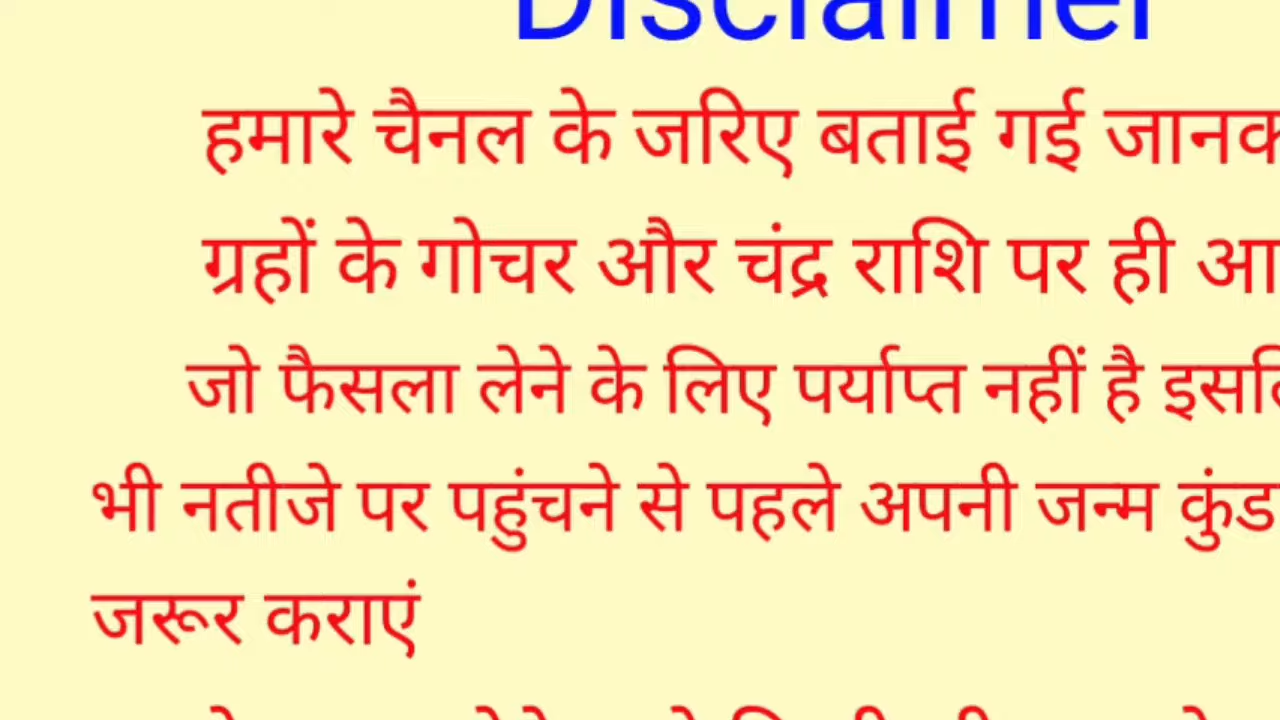 Disclaimer
हमारे चैनल के जरिए बताई गई
ग्रहों के गोचर और चंद्र राशि पर ही
जो फैसला लेने के लिए पर्याप्त नहीं है
भी नतीजे पर पहुंचने से पहले अपनी जन्म
जरूर कराएं